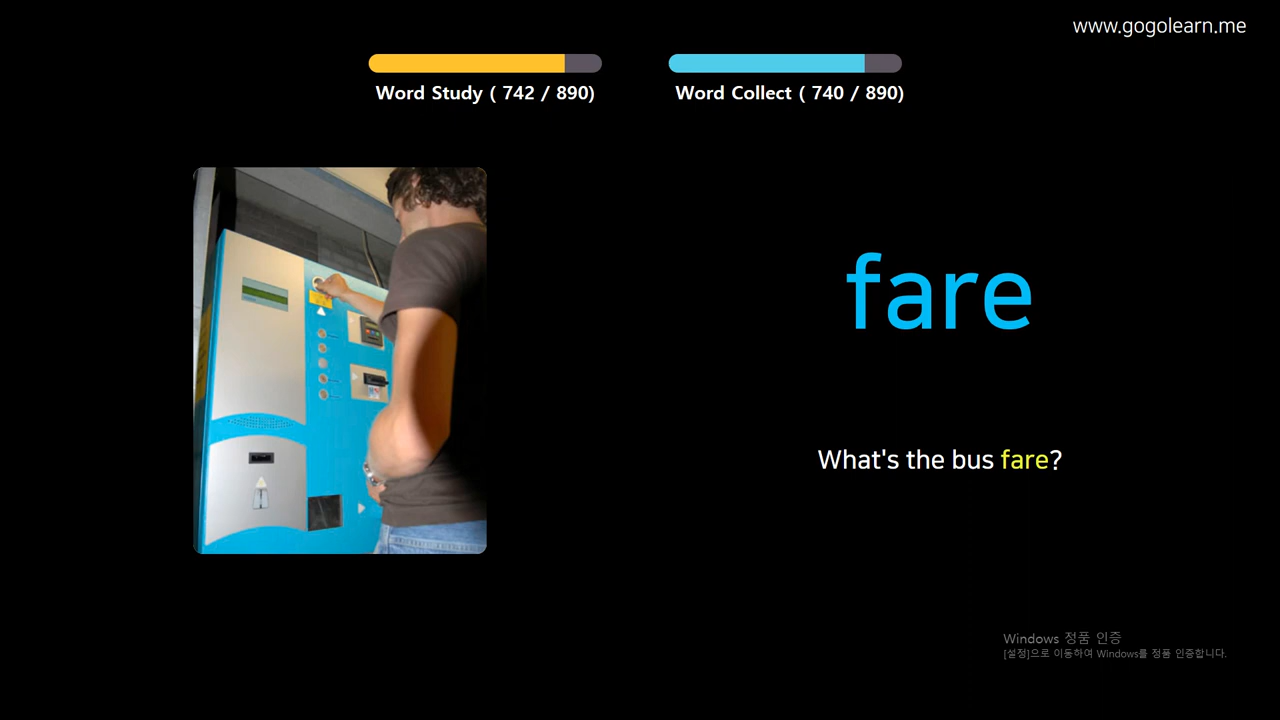 www.gogolearn.me
Word Study ( 742 / 890)
Word Collect ( 740 / 890)
fare
What's the bus fare?
Windows 정품 인증
[설정]으로 이동하여 Windows를 정품 인증합니다.